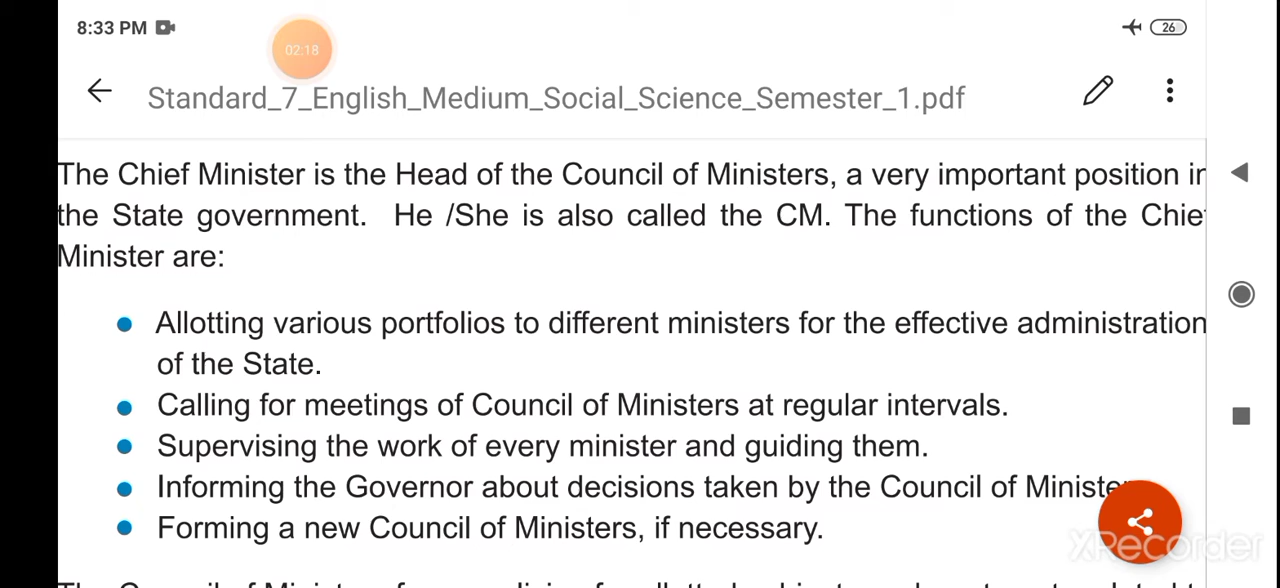 8:33 PM
02:18
26
Standard_7_English_Medium_Social_Science_Semester_1.pdf
The Chief Minister is the Head of the Council of Ministers, a very important position in
the State government. He /She is also called the CM. The functions of the Chief
Minister are:
Allotting various portfolios to different ministers for the effective administration
of the State.
Calling for meetings of Council of Ministers at regular intervals.
Supervising the work of every minister and guiding them.
Informing the Governor about decisions taken by the Council of Ministe
Forming a new Council of Ministers, if necessary.
XRecorder